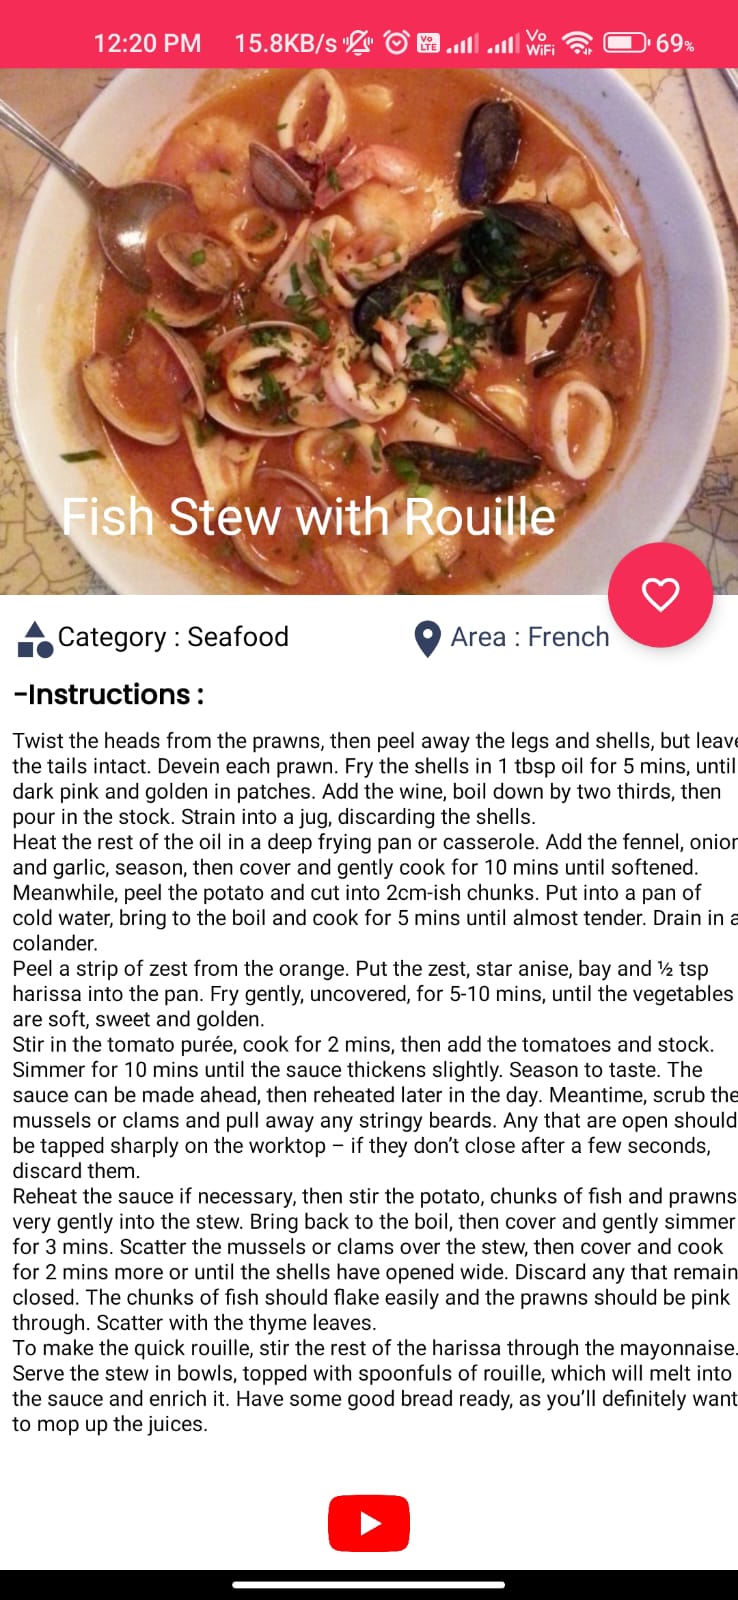 12:20 PM 15.8KB/s Vo LTE Vo WiFi 69%
Fish Stew with Rouille
Category : Seafood
Area : French
-Instructions :
Twist the heads from the prawns, then peel away the legs and shells, but leave
the tails intact. Devein each prawn. Fry the shells in 1 tbsp oil for 5 mins, until
dark pink and golden in patches. Add the wine, boil down by two thirds, then
pour in the stock. Strain into a jug, discarding the shells.
Heat the rest of the oil in a deep frying pan or casserole. Add the fennel, onion
and garlic, season, then cover and gently cook for 10 mins until softened.
Meanwhile, peel the potato and cut into 2cm-ish chunks. Put into a pan of
cold water, bring to the boil and cook for 5 mins until almost tender. Drain in a
colander.
Peel a strip of zest from the orange. Put the zest, star anise, bay and ½ tsp
harissa into the pan. Fry gently, uncovered, for 5-10 mins, until the vegetables
are soft, sweet and golden.
Stir in the tomato purée, cook for 2 mins, then add the tomatoes and stock.
Simmer for 10 mins until the sauce thickens slightly. Season to taste. The
sauce can be made ahead, then reheated later in the day. Meantime, scrub the
mussels or clams and pull away any stringy beards. Any that are open should
be tapped sharply on the worktop – if they don’t close after a few seconds,
discard them.
Reheat the sauce if necessary, then stir the potato, chunks of fish and prawns
very gently into the stew. Bring back to the boil, then cover and gently simmer
for 3 mins. Scatter the mussels or clams over the stew, then cover and cook
for 2 mins more or until the shells have opened wide. Discard any that remain
closed. The chunks of fish should flake easily and the prawns should be pink
through. Scatter with the thyme leaves.
To make the quick rouille, stir the rest of the harissa through the mayonnaise.
Serve the stew in bowls, topped with spoonfuls of rouille, which will melt into
the sauce and enrich it. Have some good bread ready, as you’ll definitely want
to mop up the juices.